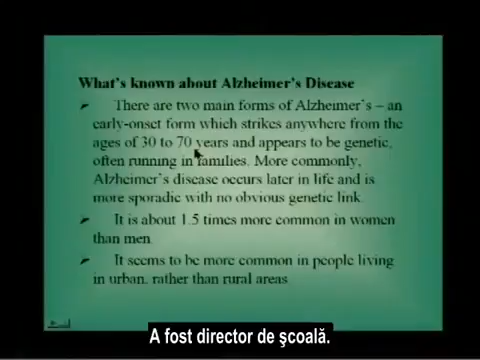 What's known about Alzheimer's Disease
There are two main forms of Alzheimer's – an
early-onset form which strikes anywhere from the
ages of 30 to 70 years and appears to be genetic,
often running in families. More commonly,
Alzheimer's disease occurs later in life and is
more sporadic with no obvious genetic link.
It is about 1.5 times more common in women
than men
It seems to be more common in people living
in urban, rather than rural areas
A fost director de şcoală.